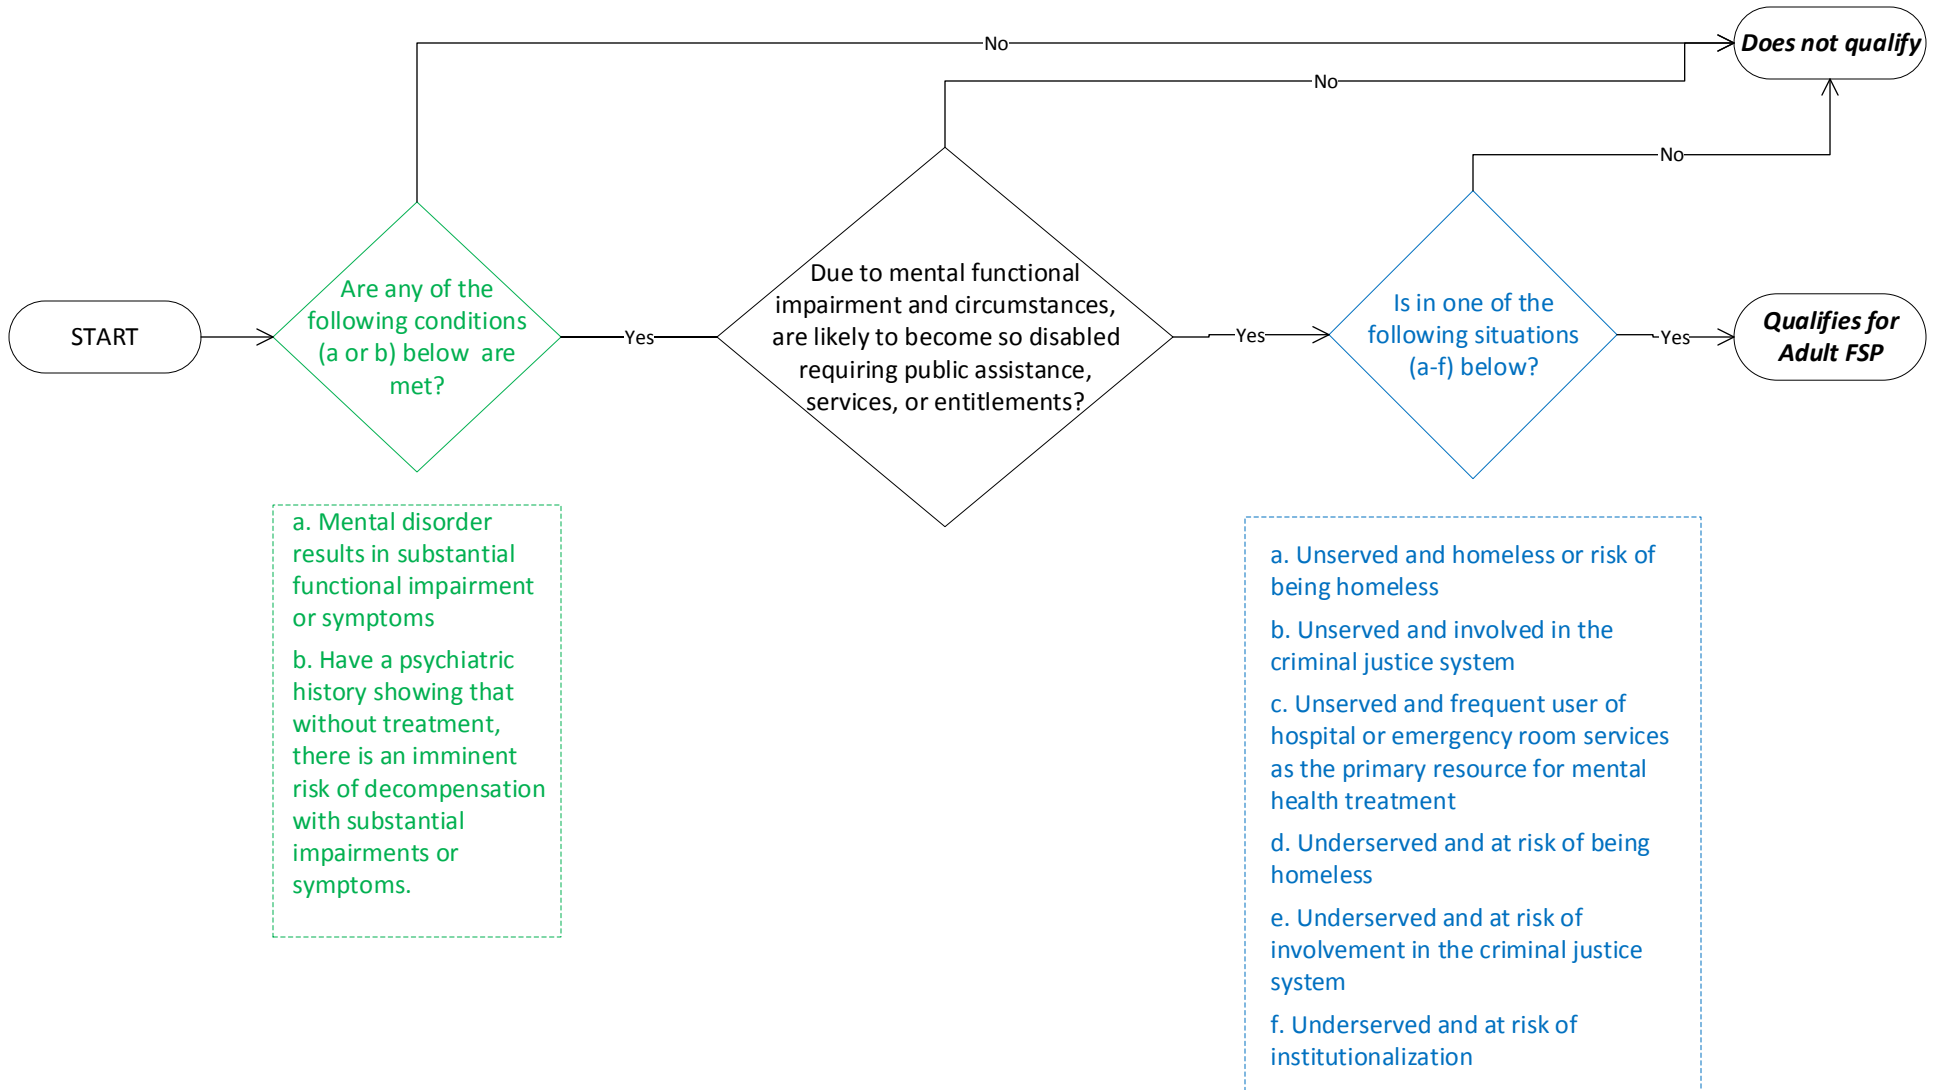 No
Does not qualify
No
No
START
Are any of the
following conditions
(a or b) below are
met?
Yes
Due to mental functional
impairment and circumstances,
are likely to become so disabled
requiring public assistance,
services, or entitlements?
Yes
Is in one of the
following situations
(a-f) below?
Yes
Qualifies for
Adult FSP
a. Mental disorder
results in substantial
functional impairment
or symptoms
b. Have a psychiatric
history showing that
without treatment,
there is an imminent
risk of decompensation
with substantial
impairments or
symptoms.
a. Unserved and homeless or risk of
being homeless
b. Unserved and involved in the
criminal justice system
c. Unserved and frequent user of
hospital or emergency room services
as the primary resource for mental
health treatment
d. Underserved and at risk of being
homeless
e. Underserved and at risk of
involvement in the criminal justice
system
f. Underserved and at risk of
institutionalization